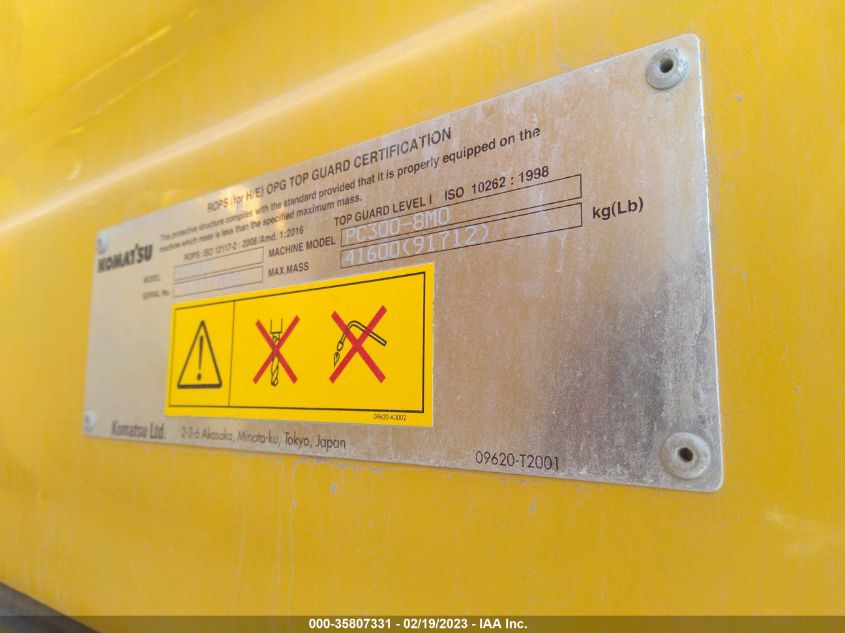 ROPS (for H/E) OPG TOP GUARD CERTIFICATION
This protective structure complies with the standard provided that it is properly equipped on the
machine which mass is less than the specified maximum mass.
KOMATSU
ROPS: ISO 12117-2 : 2008/Amd. 1:2016
TOP GUARD LEVEL I ISO 10262 : 1998
MODEL
MACHINE MODEL PC300-8M0
SERIAL No.
MAX.MASS 41600(91712) kg(Lb)
09620-A3002
Komatsu Ltd. 2-3-6 Akasaka, Minato-ku, Tokyo, Japan
09620-T2001
000-35807331 - 02/19/2023 - IAA Inc.